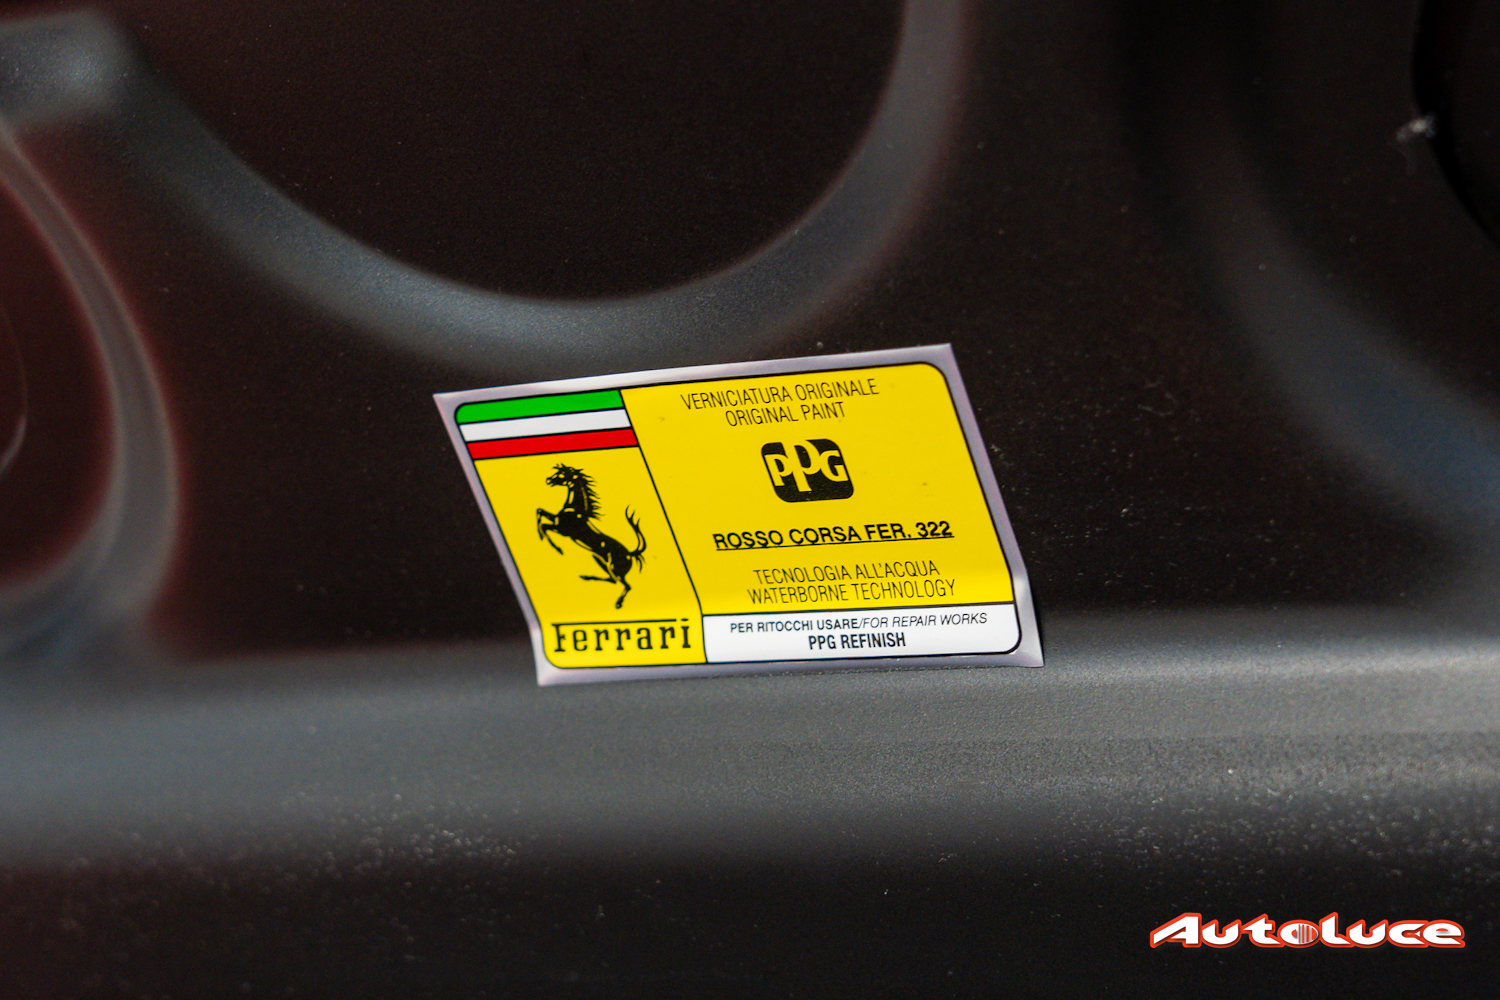 VERNICIATURA ORIGINALE
ORIGINAL PAINT
PPG
ROSSO CORSA FER. 322
TECNOLOGIA ALL'ACQUA
WATERBORNE TECHNOLOGY
Ferrari
PER RITOCCHI USARE/FOR REPAIR WORKS
PPG REFINISH
Autoluce